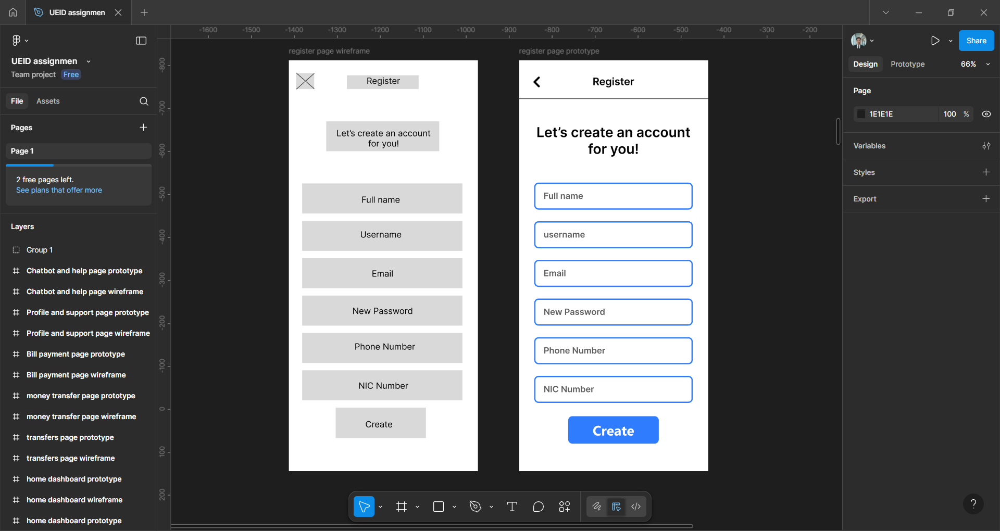 UEID assignmen
UEID assignmen
Team project Free
File Assets
Pages
Page 1
2 free pages left.
See plans that offer more
Layers
Group 1
Chatbot and help page prototype
Chatbot and help page wireframe
Profile and support page prototype
Profile and support page wireframe
Bill payment page prototype
Bill payment page wireframe
money transfer page prototype
money transfer page wireframe
transfers page prototype
transfers page wireframe
home dashboard prototype
home dashboard wireframe
home dashboard prototype
-1600 -1500 -1400 -1300 -1200 -1100 -1000 -900 -800 -700 -600 -500 -400 -300 -200
-800
-700
-600
-500
-400
-300
-200
-100
0
100
200
register page wireframe
Register
Let's create an account
for you!
Full name
Username
Email
New Password
Phone Number
NIC Number
Create
register page prototype
Register
Let's create an account
for you!
Full name
username
Email
New Password
Phone Number
NIC Number
Create
Share
Design Prototype 66%
Page
1E1E1E 100 %
Variables
Styles
Export
?